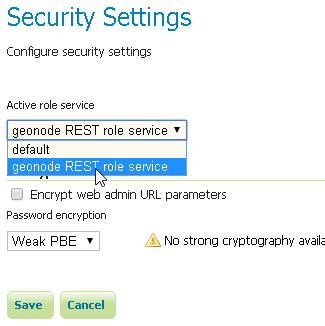 Security Settings
Configure security settings
Active role service
geonode REST role service
default
geonode REST role service
Encrypt web admin URL parameters
Password encryption
Weak PBE
No strong cryptography
Save Cancel